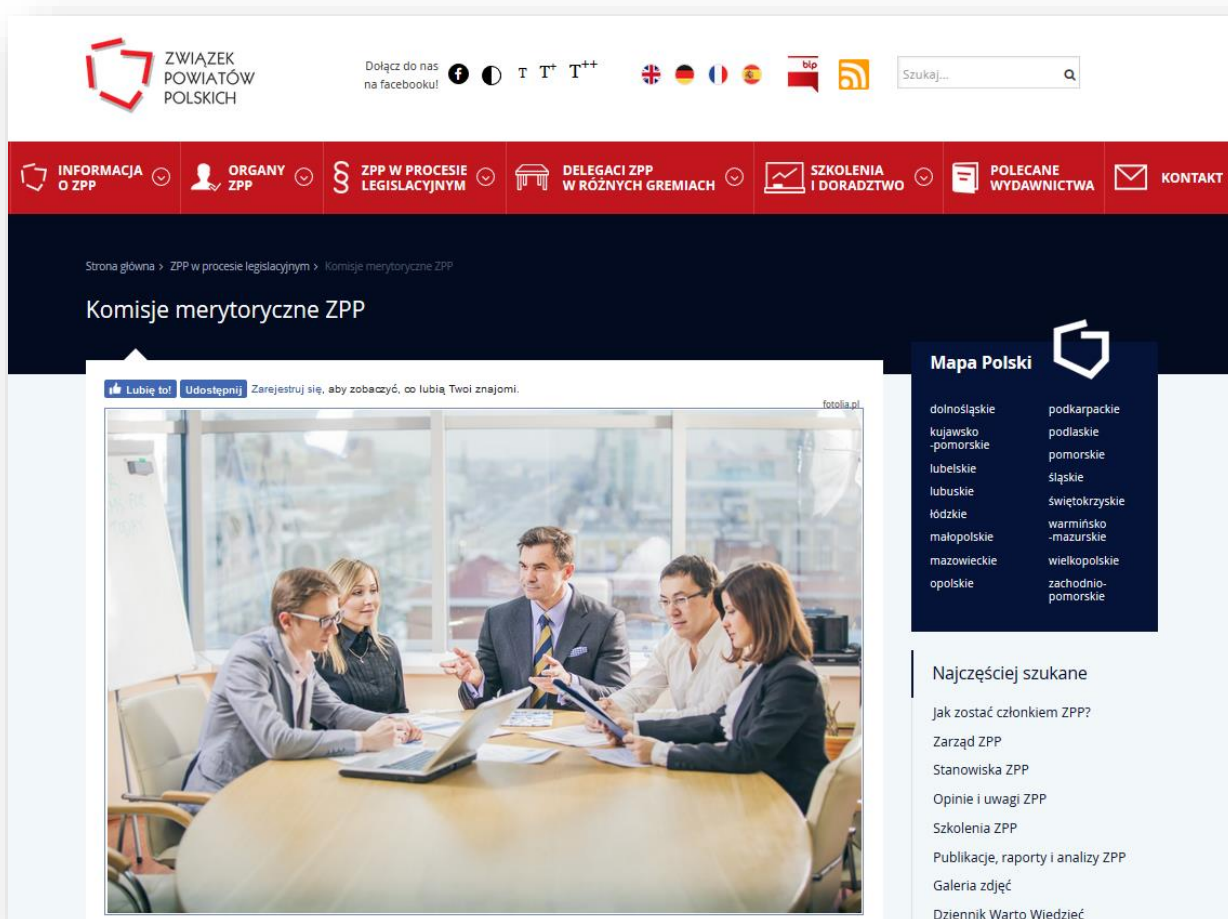 ZWIĄZEK
POWIATÓW
POLSKICH
Dołącz do nas
na facebooku!
T T+ T++
bip
Szukaj...
INFORMACJA
O ZPP
ORGANY
ZPP
§ ZPP W PROCESIE
LEGISLACYJNYM
DELEGACI ZPP
W RÓŻNYCH GREMIACH
SZKOLENIA
I DORADZTWO
POLECANE
WYDAWNICTWA
KONTAKT
Strona główna > ZPP w procesie legislacyjnym > Komisje merytoryczne ZPP
Komisje merytoryczne ZPP
Lubię to! Udostępnij Zarejestruj się, aby zobaczyć, co lubią Twoi znajomi.
fotolia.pl
Mapa Polski
dolnośląskie
kujawsko
-pomorskie
lubelskie
lubuskie
łódzkie
małopolskie
mazowieckie
opolskie
podkarpackie
podlaskie
pomorskie
śląskie
świętokrzyskie
warmińsko
-mazurskie
wielkopolskie
zachodnio-
pomorskie
Najczęściej szukane
Jak zostać członkiem ZPP?
Zarząd ZPP
Stanowiska ZPP
Opinie i uwagi ZPP
Szkolenia ZPP
Publikacje, raporty i analizy ZPP
Galeria zdjęć
Dziennik Warto Wiedzieć